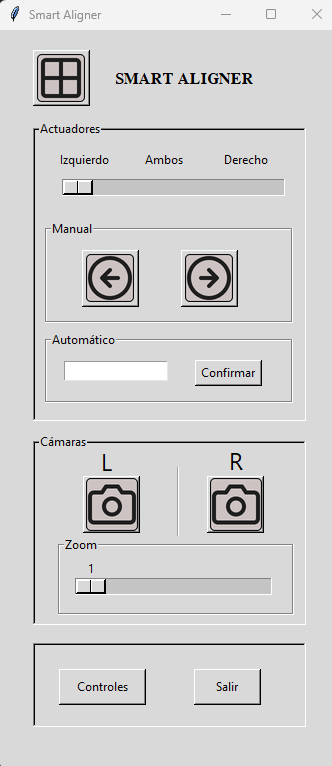 Smart Aligner
SMART ALIGNER
Actuadores
Izquierdo Ambos Derecho
Manual
Automático
Confirmar
Cámaras
L R
Zoom
1
Controles Salir